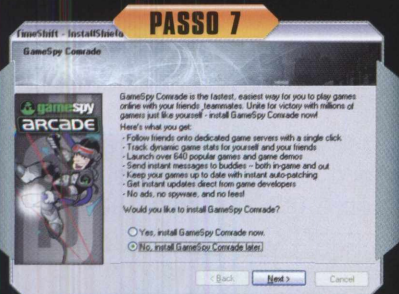 PASSO 7
TimeShift - InstallShield
GameSpy Comrade
gamespy
ARCADE
GameSpy Comrade is the fastest, easiest way for you to play games
online with your friends ,teammates. Unite for victory with millions of
gamers just like yourself - install GameSpy Comrade now!
Here's what you get:
- Follow friends onto dedicated game servers with a single click
- Track dynamic game stats for yourself and your friends
- Launch over 640 popular games and game demos
- Send instant messages to buddies -- both in-game and out
- Keep your games up to date with instant auto-patching
- Get instant updates direct from game developers
- No ads, no spyware, and no fees!
Would you like to install GameSpy Comrade?
Yes, install GameSpy Comrade now.
No, install GameSpy Comrade later.
< Back Next > Cancel